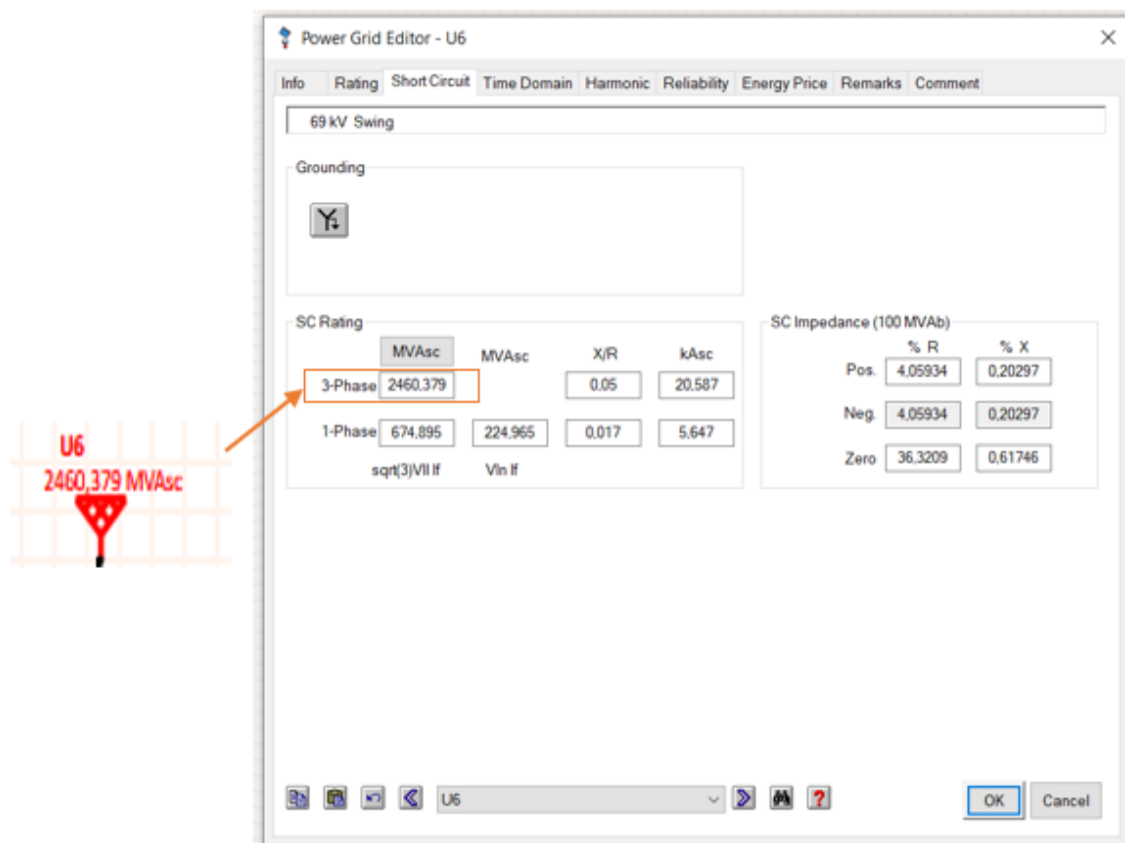 Power Grid Editor - U6
Info Rating Short Circuit Time Domain Harmonic Reliability Energy Price Remarks Comment
69 kV Swing
Grounding
SC Rating
MVAsc MVAsc X/R kAsc
3-Phase 2460,379 0,05 20,587
1-Phase 674,895 224,965 0,017 5,647
sqrt(3)Vll If Vln If
SC Impedance (100 MVAb)
% R % X
Pos. 4,05934 0,20297
Neg. 4,05934 0,20297
Zero 36,3209 0,61746
U6
2460,379 MVAsc
U6
OK Cancel